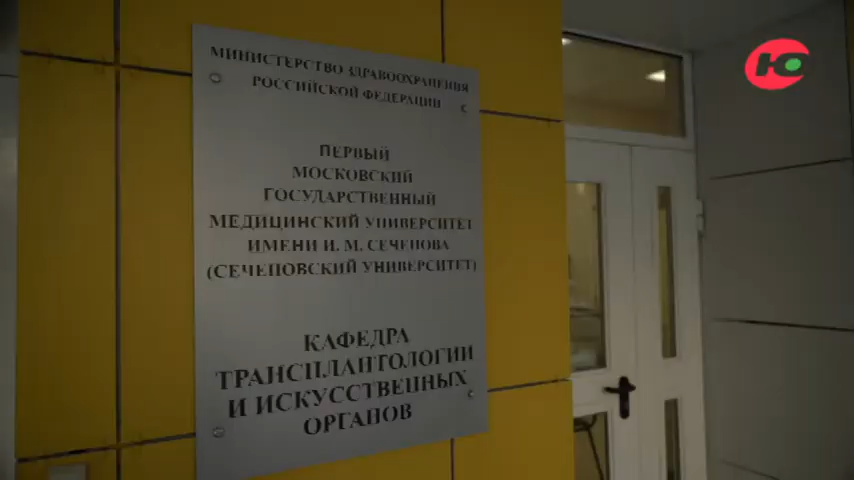 МИНИСТЕРСТВО ЗДРАВООХРАНЕНИЯ
РОССИЙСКОЙ ФЕДЕРАЦИИ
ПЕРВЫЙ
МОСКОВСКИЙ
ГОСУДАРСТВЕННЫЙ
МЕДИЦИНСКИЙ УНИВЕРСИТЕТ
ИМЕНИ И. М. СЕЧЕНОВА
(СЕЧЕНОВСКИЙ УНИВЕРСИТЕТ)
КАФЕДРА
ТРАНСПЛАНТОЛОГИИ
И ИСКУССТВЕННЫХ
ОРГАНОВ
Ю